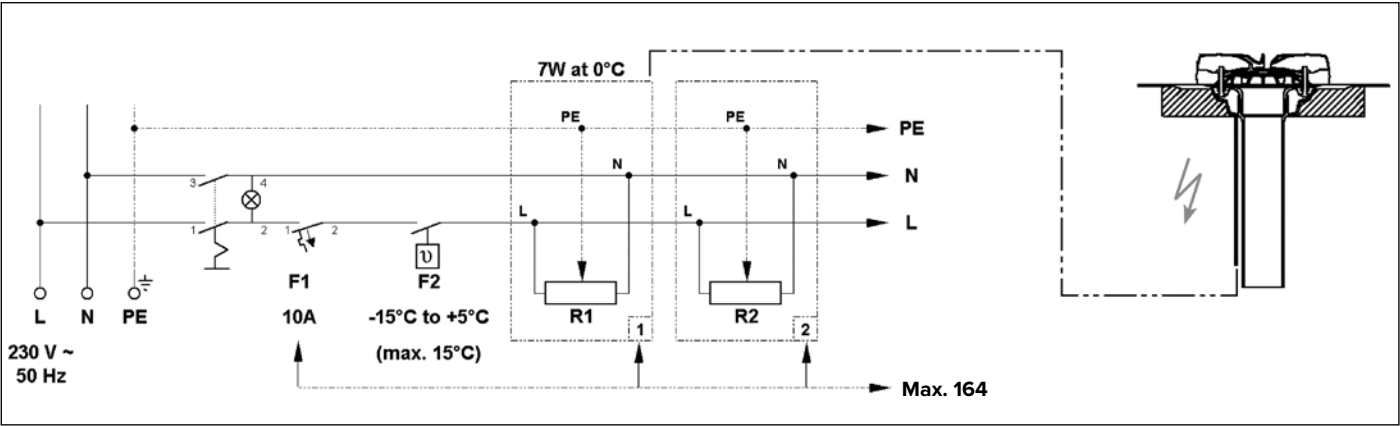 7W at 0°C
PE
PE
PE
N
N
N
3
4
L
L
L
1
2
1
2
υ
F1
F2
L
N
PE
10A
-15°C to +5°C
R1
R2
1
2
230 V ~
50 Hz
(max. 15°C)
Max. 164